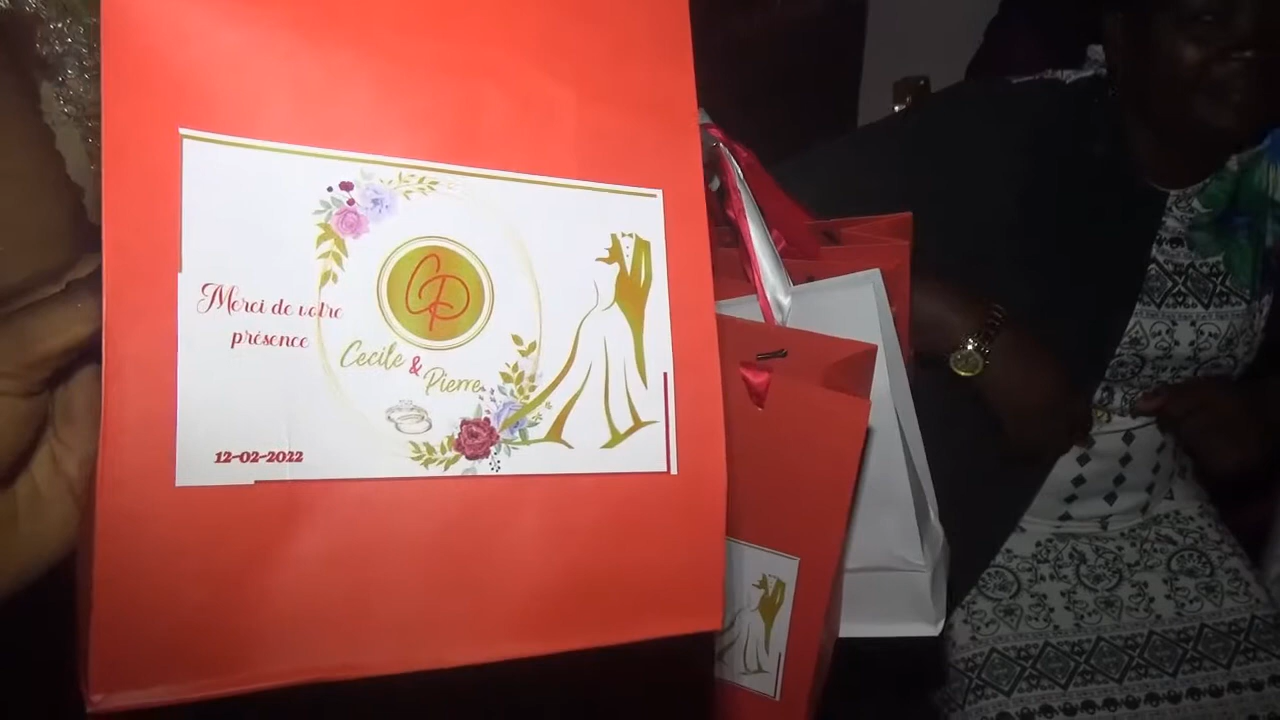 Merci de votre
présence
CP
Cecile &
Pierre
12-02-2022